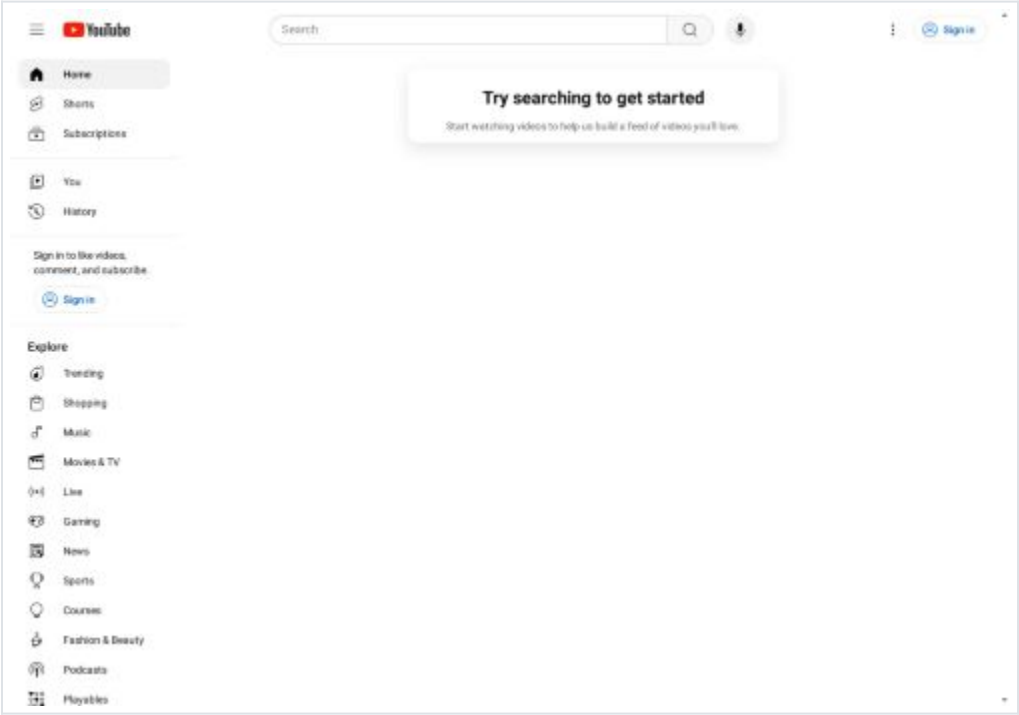 YouTube
Search
Sign in
Home
Shorts
Subscriptions
Try searching to get started
Start watching videos to help us build a feed of videos you'll love.
You
History
Sign in to like videos,
comment, and subscribe.
Sign in
Explore
Trending
Shopping
Music
Movies & TV
Live
Gaming
News
Sports
Courses
Fashion & Beauty
Podcasts
Playables